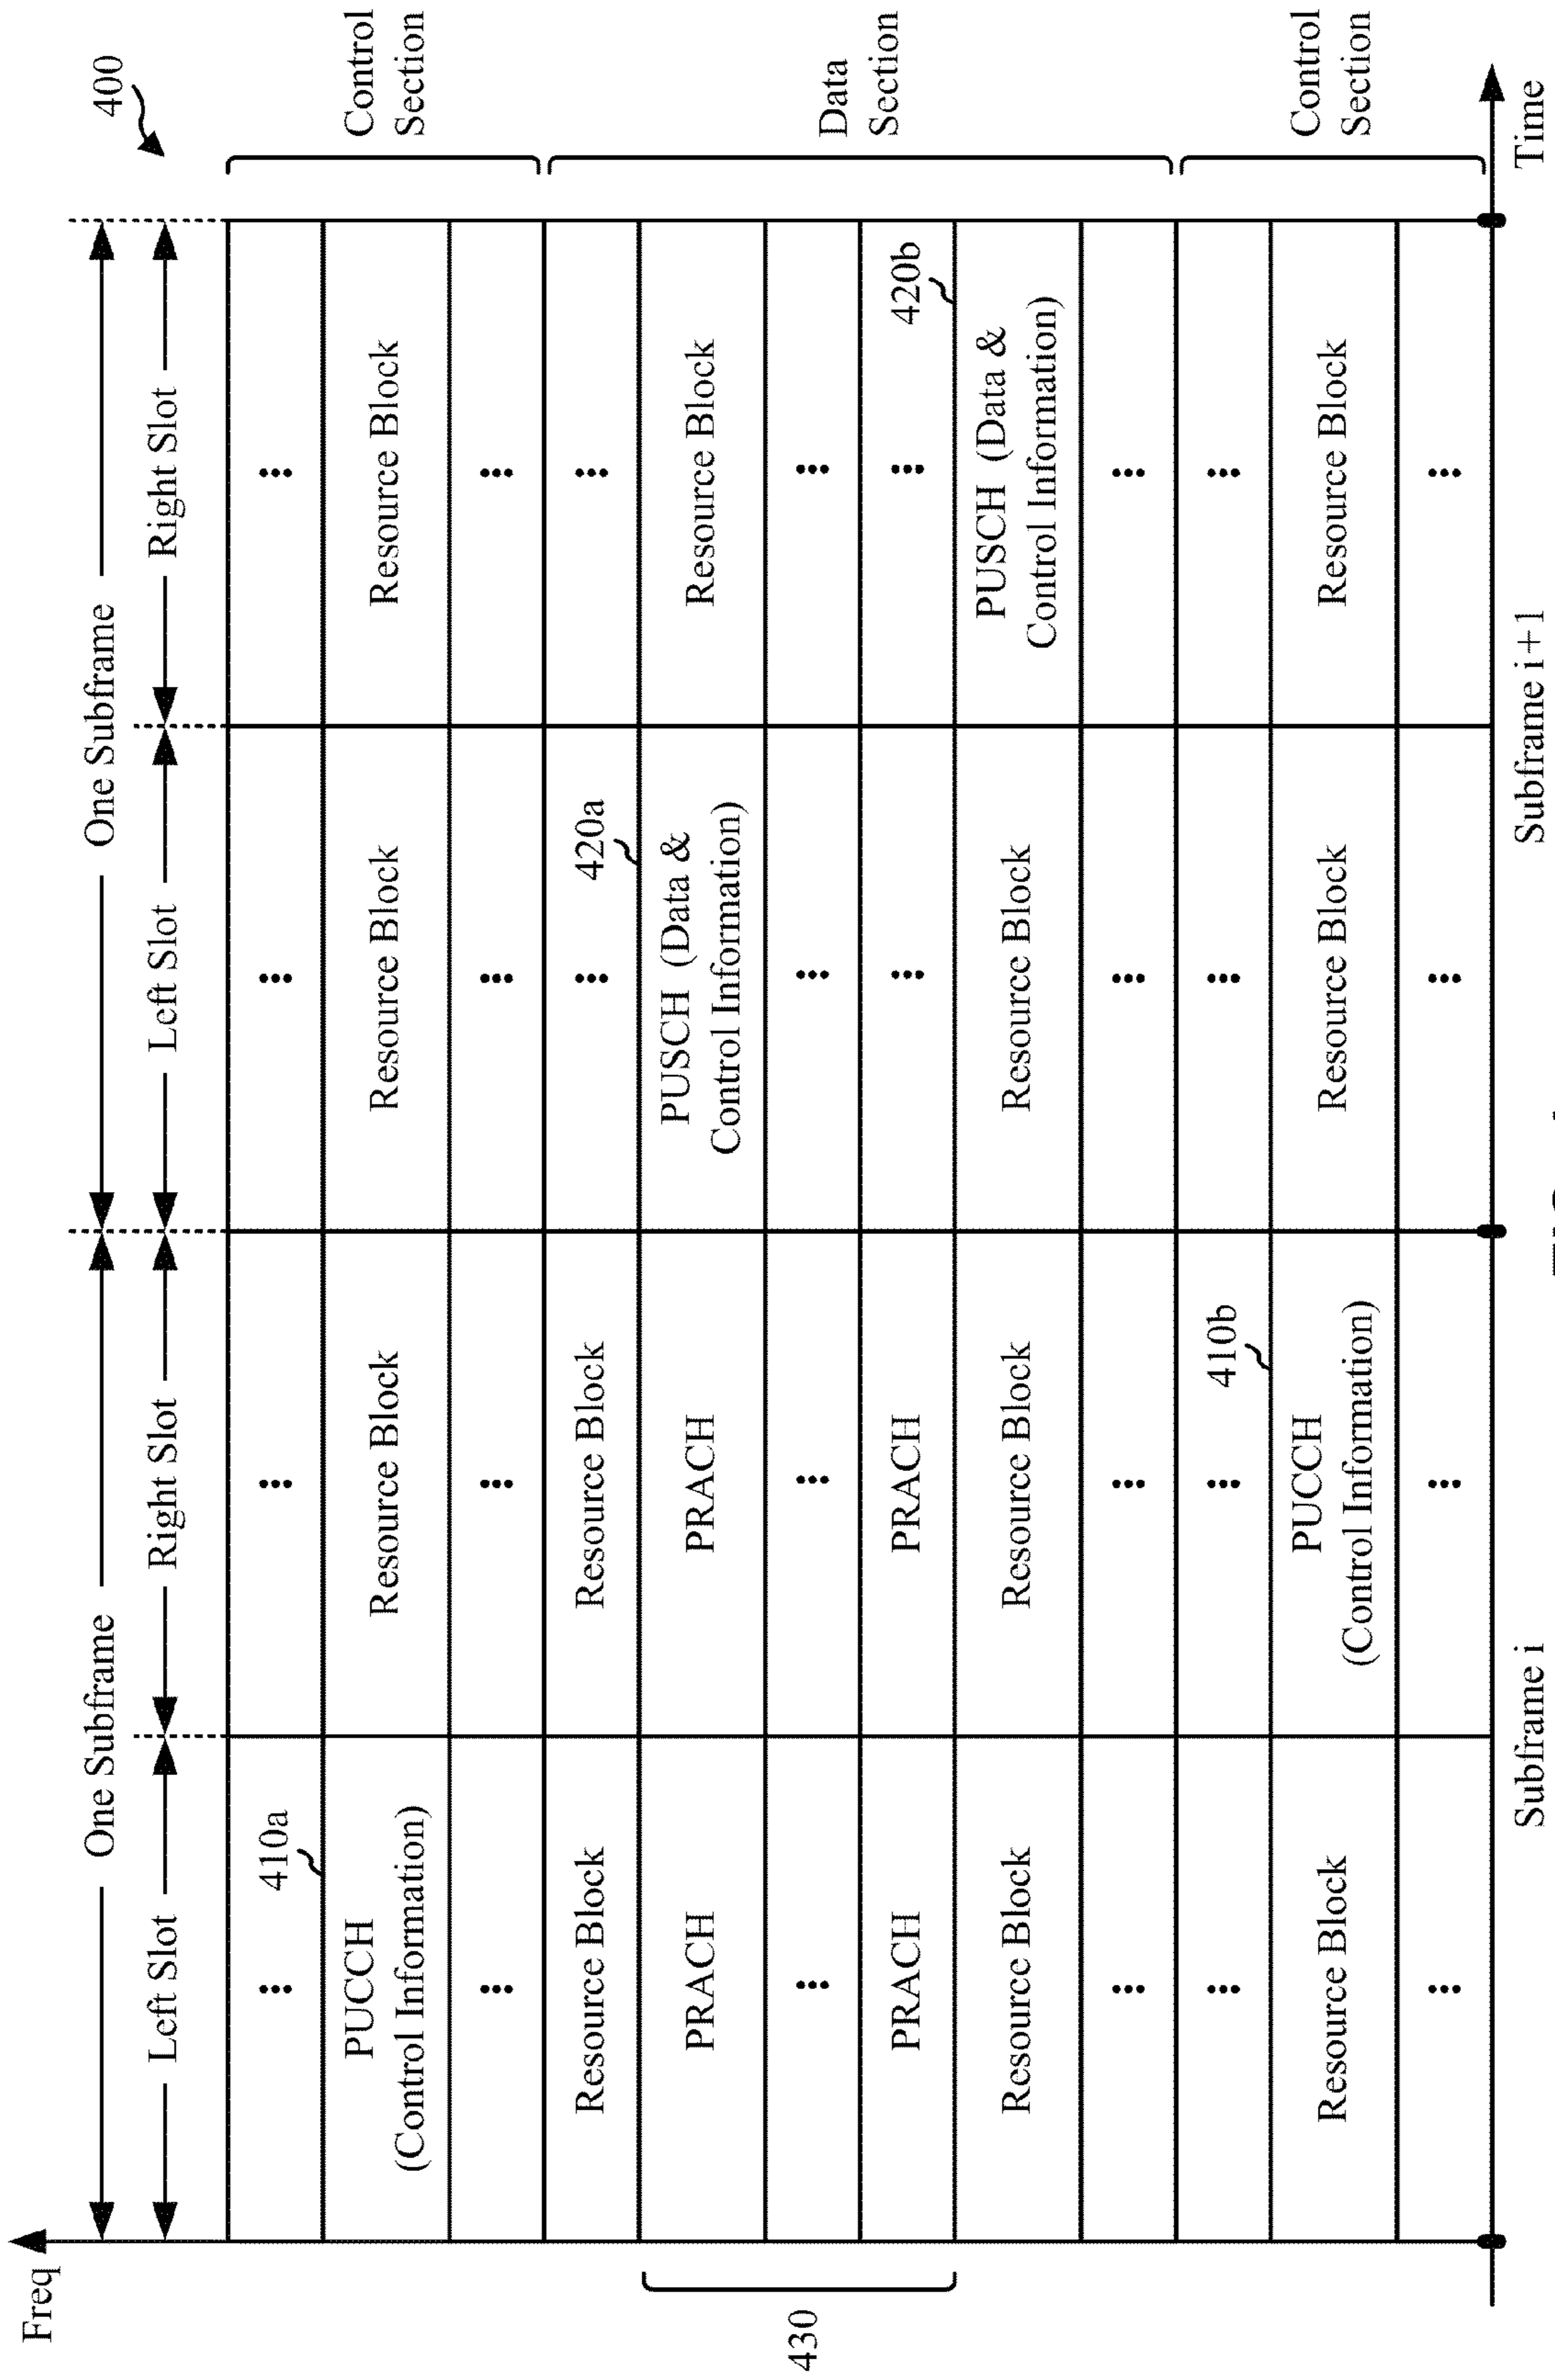 400
Freq
One Subframe
One Subframe
Left Slot
Right Slot
Left Slot
Right Slot
410a
PUCCH
(Control Information)
Resource Block
Resource Block
Resource Block
Control
Section
Resource Block
Resource Block
420a
PRACH
PRACH
PUSCH (Data &
Control Information)
Resource Block
430
PRACH
PRACH
420b
Data
Section
Resource Block
Resource Block
Resource Block
PUSCH (Data &
Control Information)
410b
Resource Block
PUCCH
(Control Information)
Resource Block
Resource Block
Control
Section
Subframe i
Subframe i+1
Time